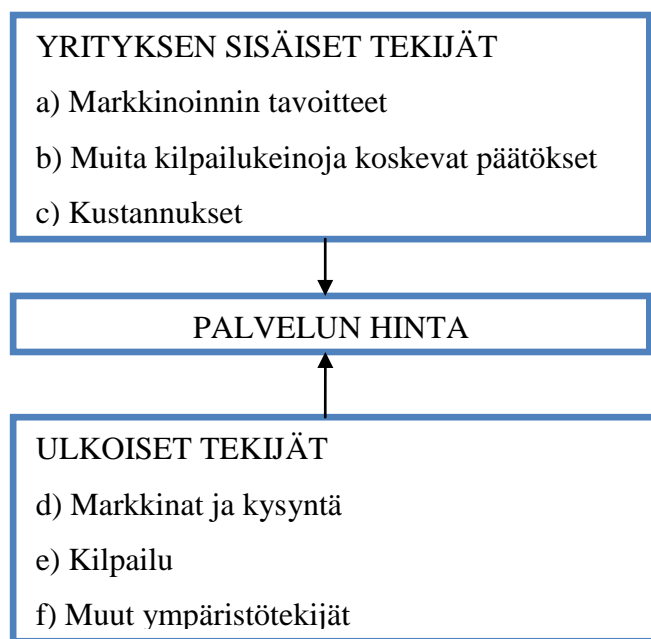 YRITYKSEN SISÄISET TEKIJÄT
a) Markkinoinnin tavoitteet
b) Muita kilpailukeinoja koskevat päätökset
c) Kustannukset
PALVELUN HINTA
ULKOISET TEKIJÄT
d) Markkinat ja kysyntä
e) Kilpailu
f) Muut ympäristötekijät